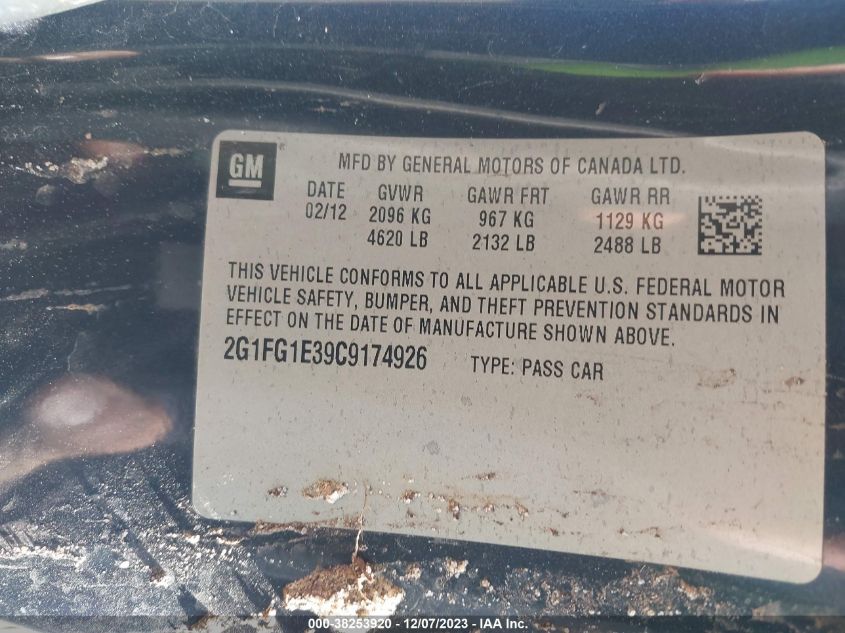 GM
MFD BY GENERAL MOTORS OF CANADA LTD.
DATE GVWR GAWR FRT GAWR RR
02/12 2096 KG 967 KG 1129 KG
4620 LB 2132 LB 2488 LB
THIS VEHICLE CONFORMS TO ALL APPLICABLE U.S. FEDERAL MOTOR
VEHICLE SAFETY, BUMPER, AND THEFT PREVENTION STANDARDS IN
EFFECT ON THE DATE OF MANUFACTURE SHOWN ABOVE.
2G1FG1E39C9174926 TYPE: PASS CAR
000-38253920 - 12/07/2023 - IAA Inc.